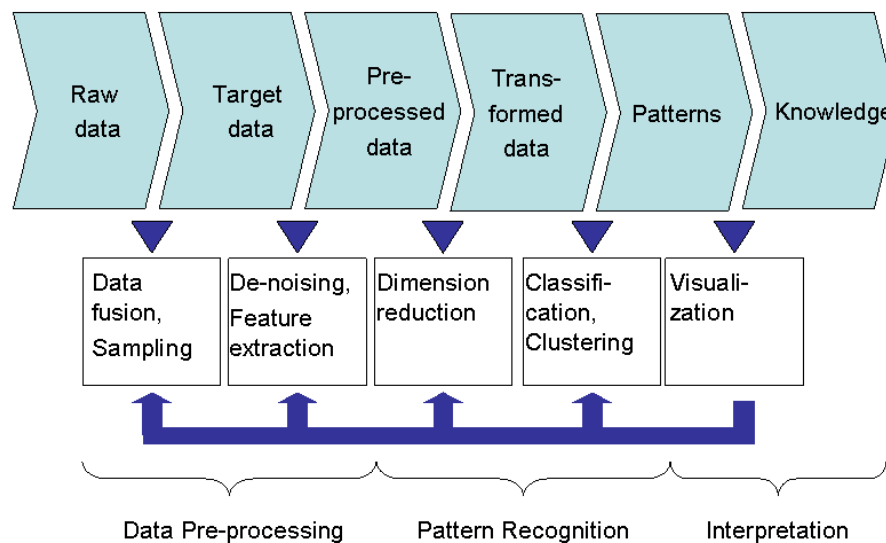 Raw
data
Target
data
Pre-
processed
data
Trans-
formed
data
Patterns
Knowledge
Data
fusion,
Sampling
De-noising,
Feature
extraction
Dimension
reduction
Classifi-
cation,
Clustering
Visuali-
zation
Data Pre-processing
Pattern Recognition
Interpretation